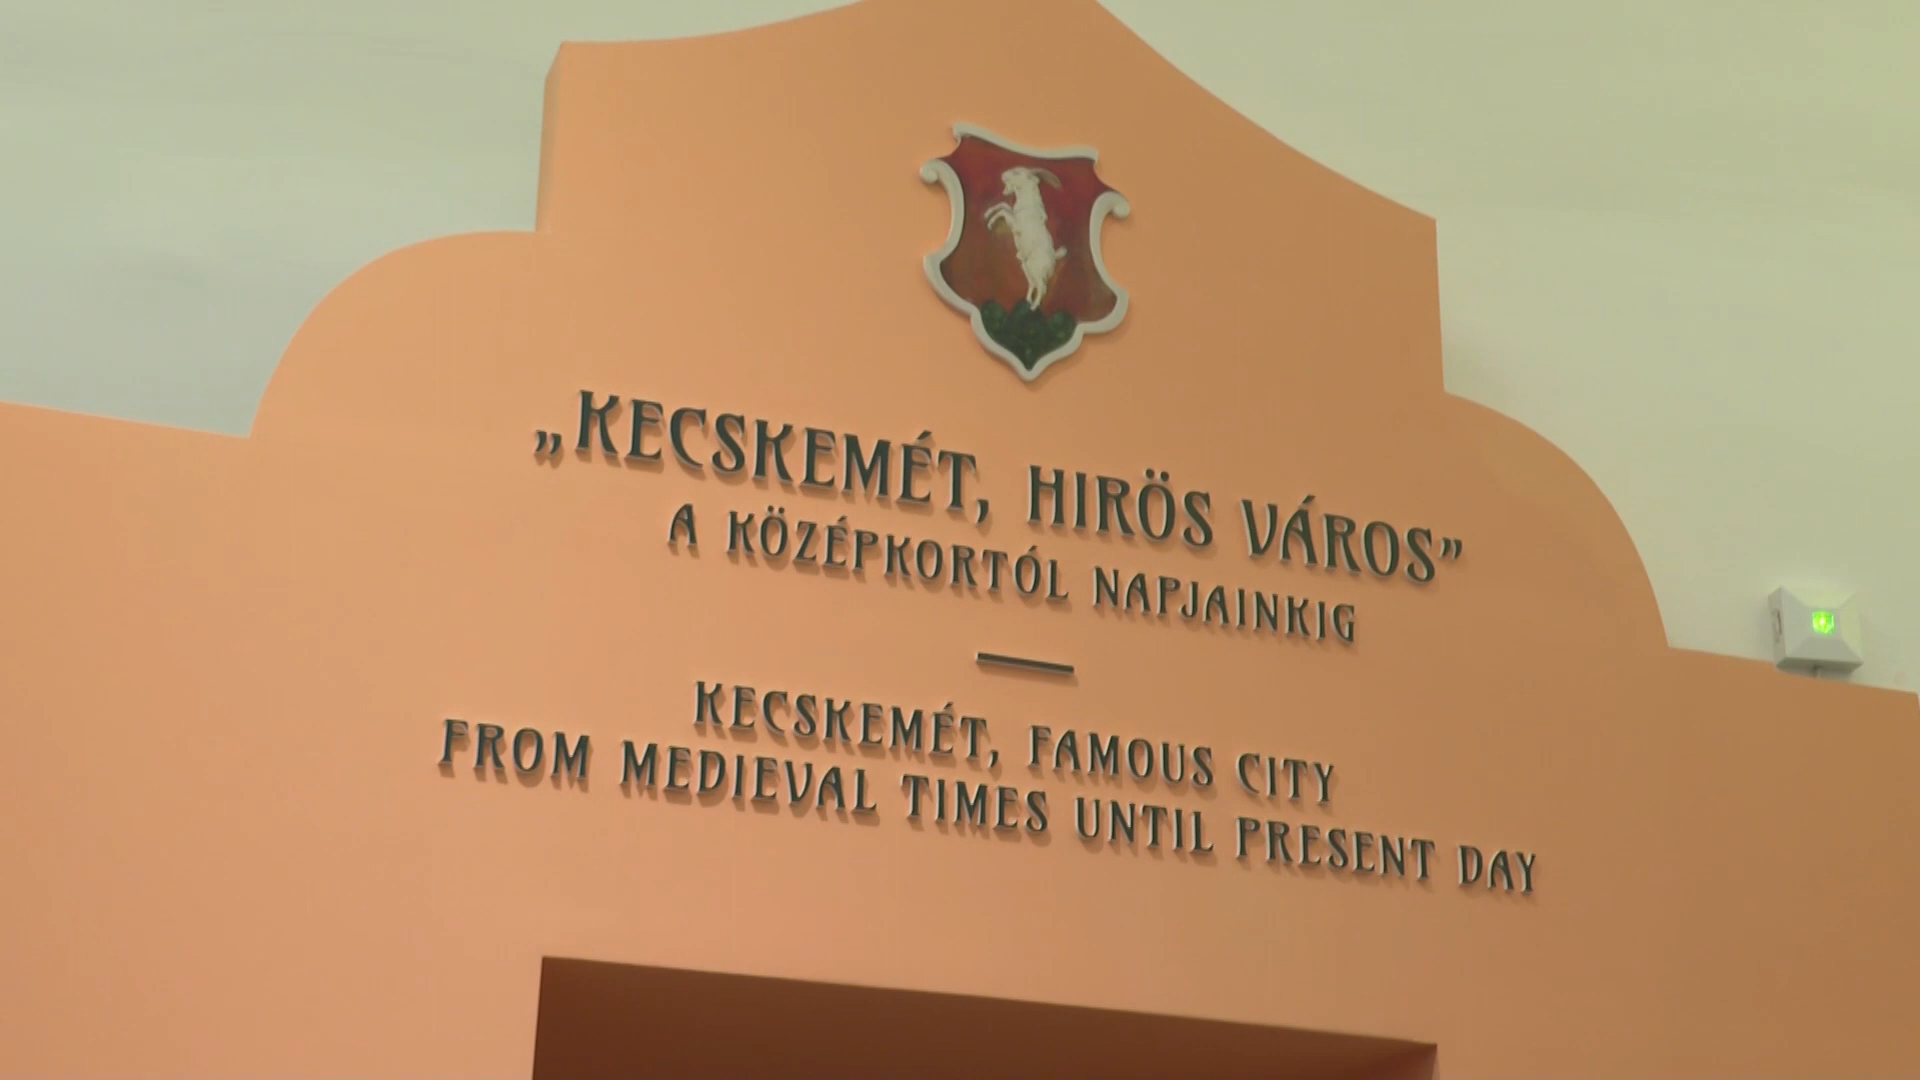 „KECSKEMÉT, HIRÖS VÁROS”
A KÖZÉPKORTÓL NAPJAINKIG
KECSKEMÉT, FAMOUS CITY
FROM MEDIEVAL TIMES UNTIL PRESENT DAY